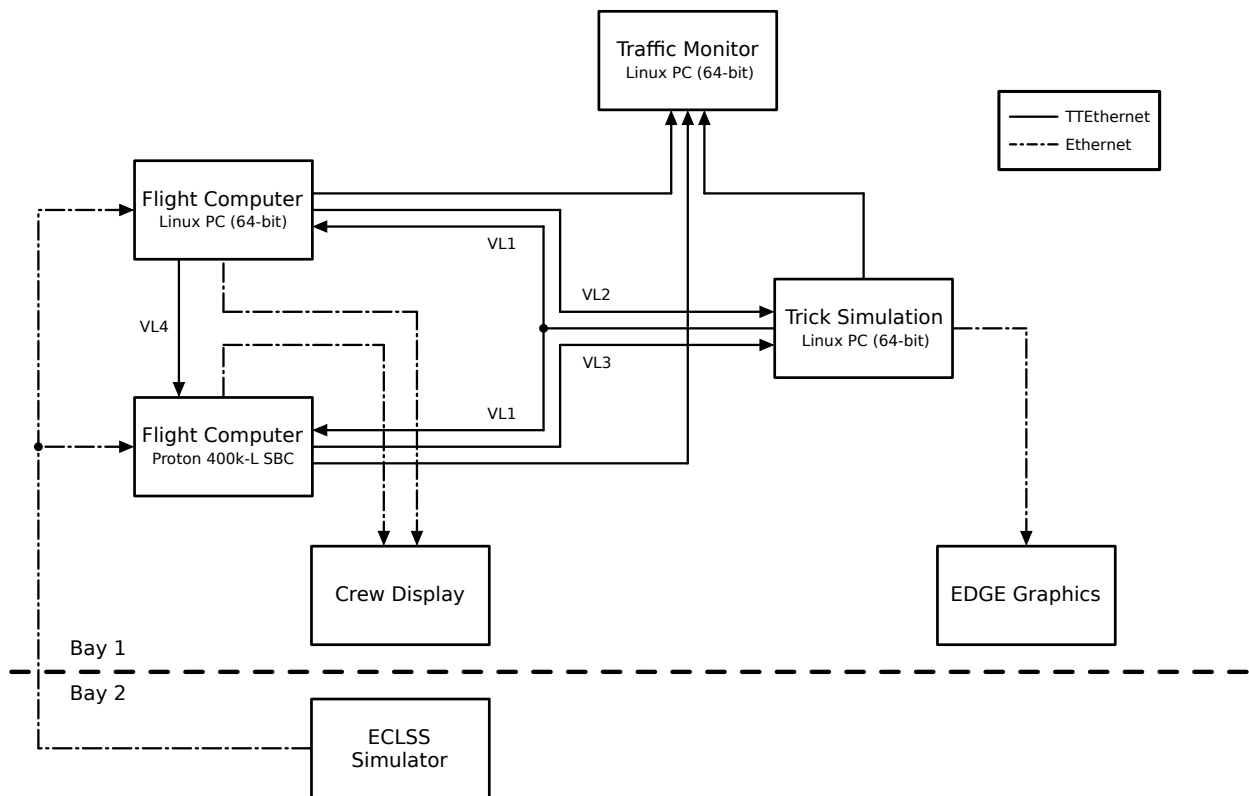 Traffic Monitor
Linux PC (64-bit)
TTEthernet
Ethernet
Flight Computer
Linux PC (64-bit)
VL1
VL2
VL4
Trick Simulation
Linux PC (64-bit)
VL3
VL1
Flight Computer
Proton 400k-L SBC
Crew Display
EDGE Graphics
Bay 1
Bay 2
ECLSS
Simulator